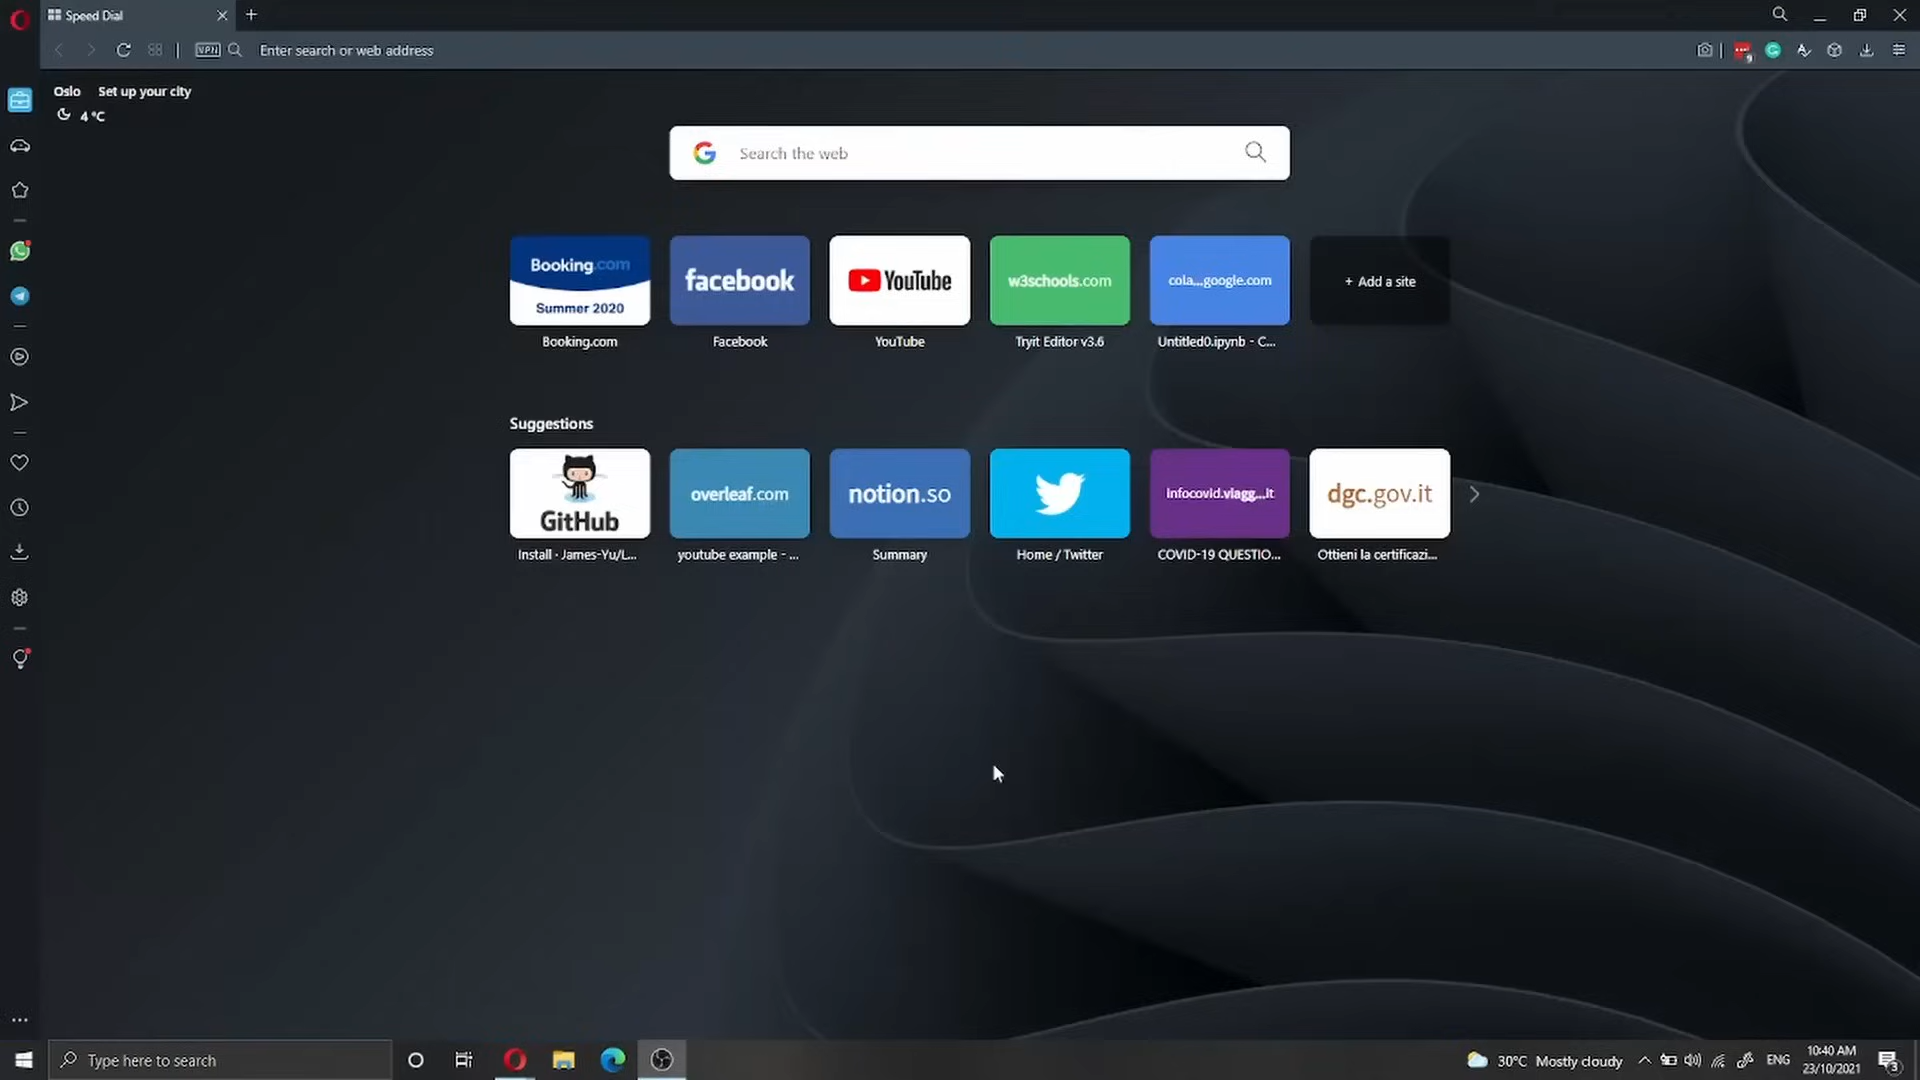 Speed Dial
VPN
Enter search or web address
9
Oslo Set up your city
4 °C
Search the web
Booking.com
Summer 2020
facebook
YouTube
w3schools.com
cola...google.com
+ Add a site
Booking.com
Facebook
YouTube
Tryit Editor v3.6
Untitled0.ipynb - C...
Suggestions
GitHub
overleaf.com
notion.so
infocovid.viagg...it
dgc.gov.it
Install · James-Yu/L...
youtube example - ...
Summary
Home / Twitter
COVID-19 QUESTIO...
Ottieni la certificazi...
Type here to search
30°C Mostly cloudy
ENG
10:40 AM
23/10/2021
3